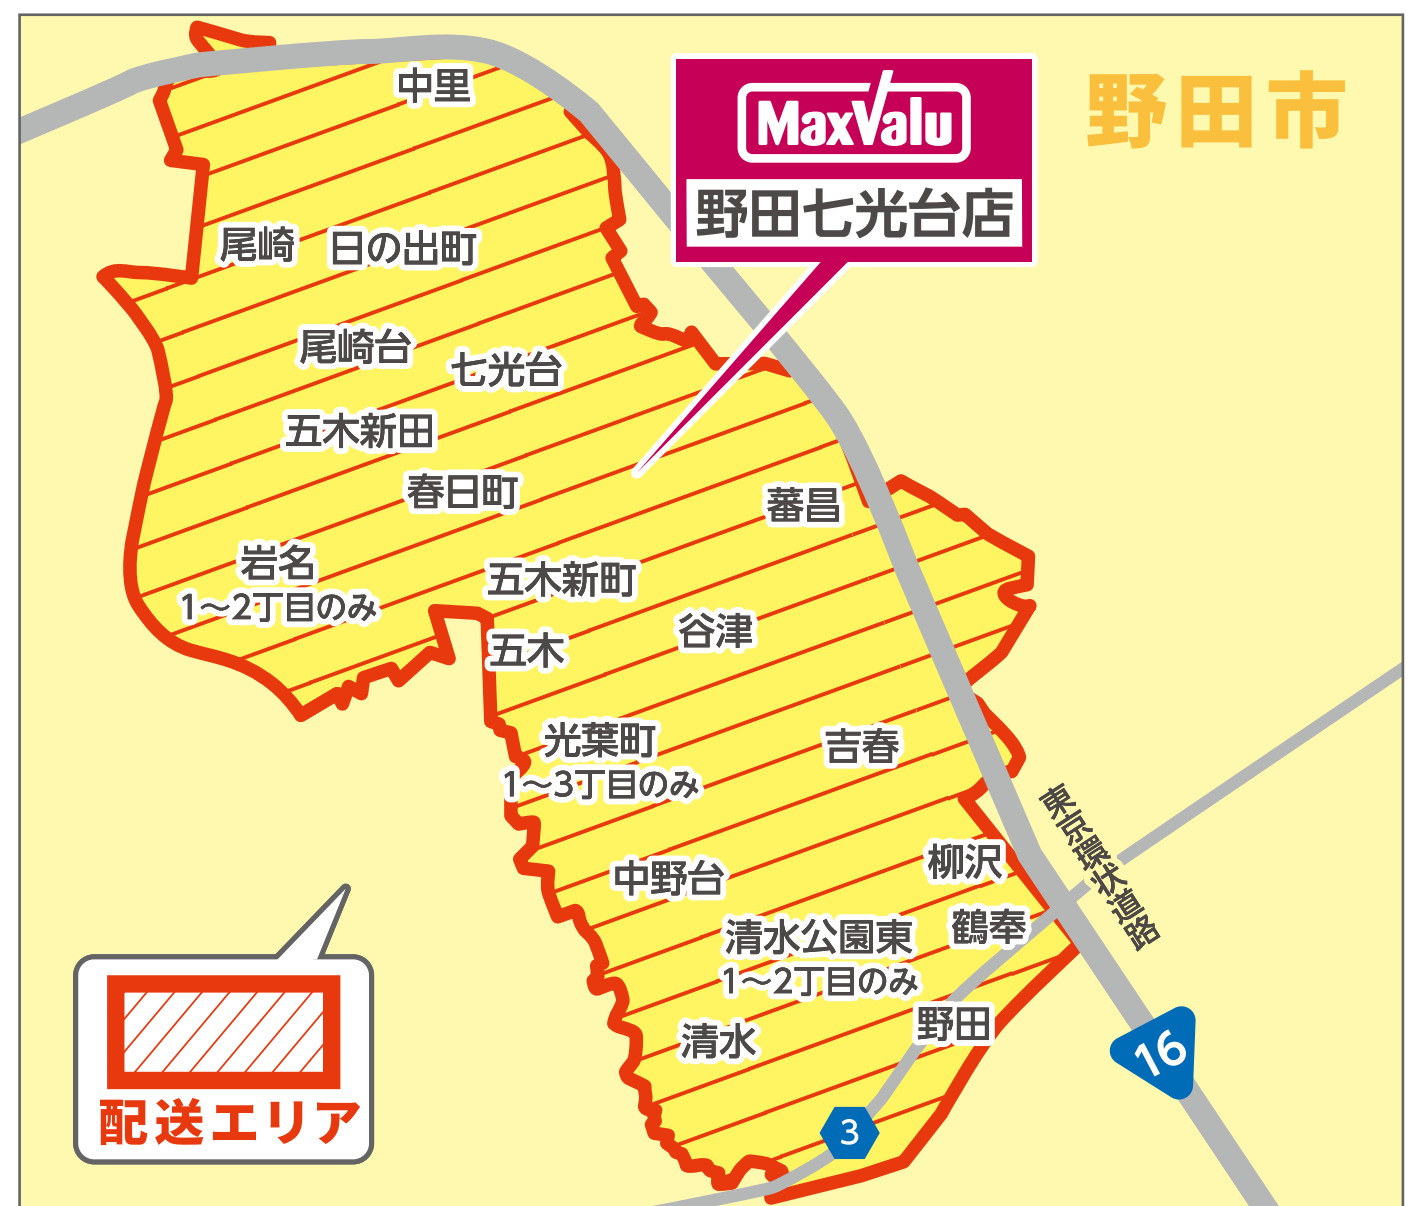 中里
MaxValu
野田七光台店
野田市
尾崎
日の出町
尾崎台
七光台
五木新田
春日町
蕃昌
岩名
1〜2丁目のみ
五木新町
五木
谷津
光葉町
1〜3丁目のみ
吉春
東京環状道路
中野台
柳沢
清水公園東
1〜2丁目のみ
鶴奉
野田
清水
16
3
配送エリア